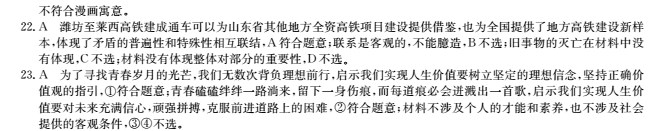 不符合漫画寓意。
22. A 潍坊至莱西高铁建成通车可以为山东省其他地方全资高铁项目建设提供借鉴,也为全国提供了地方高铁建设新样
本,体现了矛盾的普遍性和特殊性相互联结,A符合题意;联系是客观的,不能臆造,B不选;旧事物的灭亡在材料中没
有体现,C不选;材料没有体现整体对部分的重要性,D不选。
23. A 为了寻找青春岁月的光芒,我们无数次背负理想前行,启示我们实现人生价值要树立坚定的理想信念,坚持正确价
值观的指引,①符合题意;青春磕磕绊绊一路淌来,留下一身伤痕,而每道痕必会迸溅出一首歌,启示我们实现人生价
值要对未来充满信心,顽强拼搏,克服前进道路上的困难,②符合题意;材料不涉及个人的才能和素养,也不涉及社会
提供的客观条件,③④不选。